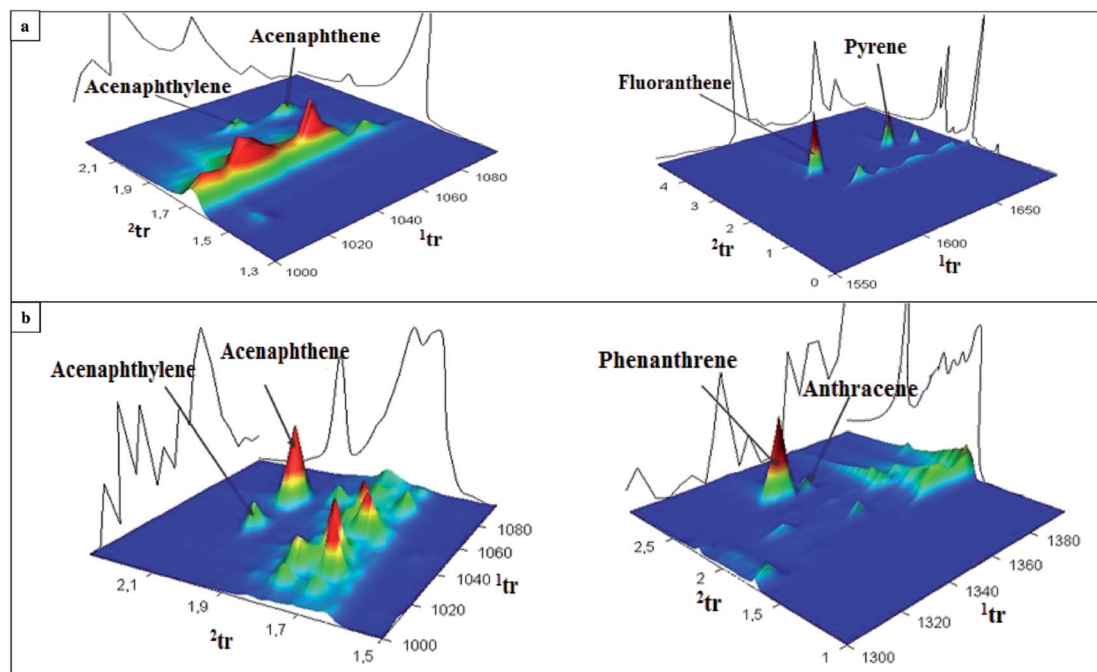 a
Acenaphthene
Acenaphthylene
2,1
1,9
1,7
1,5
1,3
²tr
1000
1020
1040
1060
1080
¹tr
Pyrene
Fluoranthene
4
3
2
1
0
²tr
1550
1600
1650
¹tr
b
Acenaphthene
Acenaphthylene
2,1
1,9
1,7
1,5
²tr
1000
1020
1040
1060
1080
¹tr
Phenanthrene
Anthracene
2,5
2
1,5
1
²tr
1300
1320
1340
1360
1380
¹tr